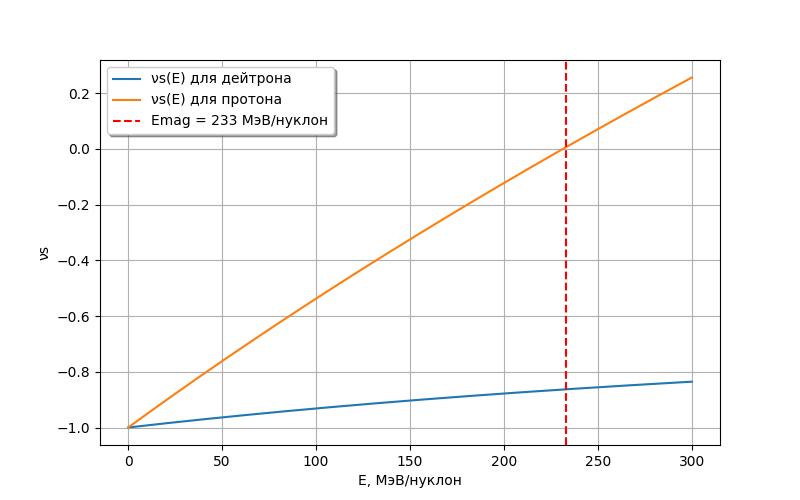 νs(E) для дейтрона
νs(E) для протона
Emag = 233 МэВ/нуклон
0.2
0.0
−0.2
−0.4
−0.6
−0.8
−1.0
νs
0 50 100 150 200 250 300
E, МэВ/нуклон